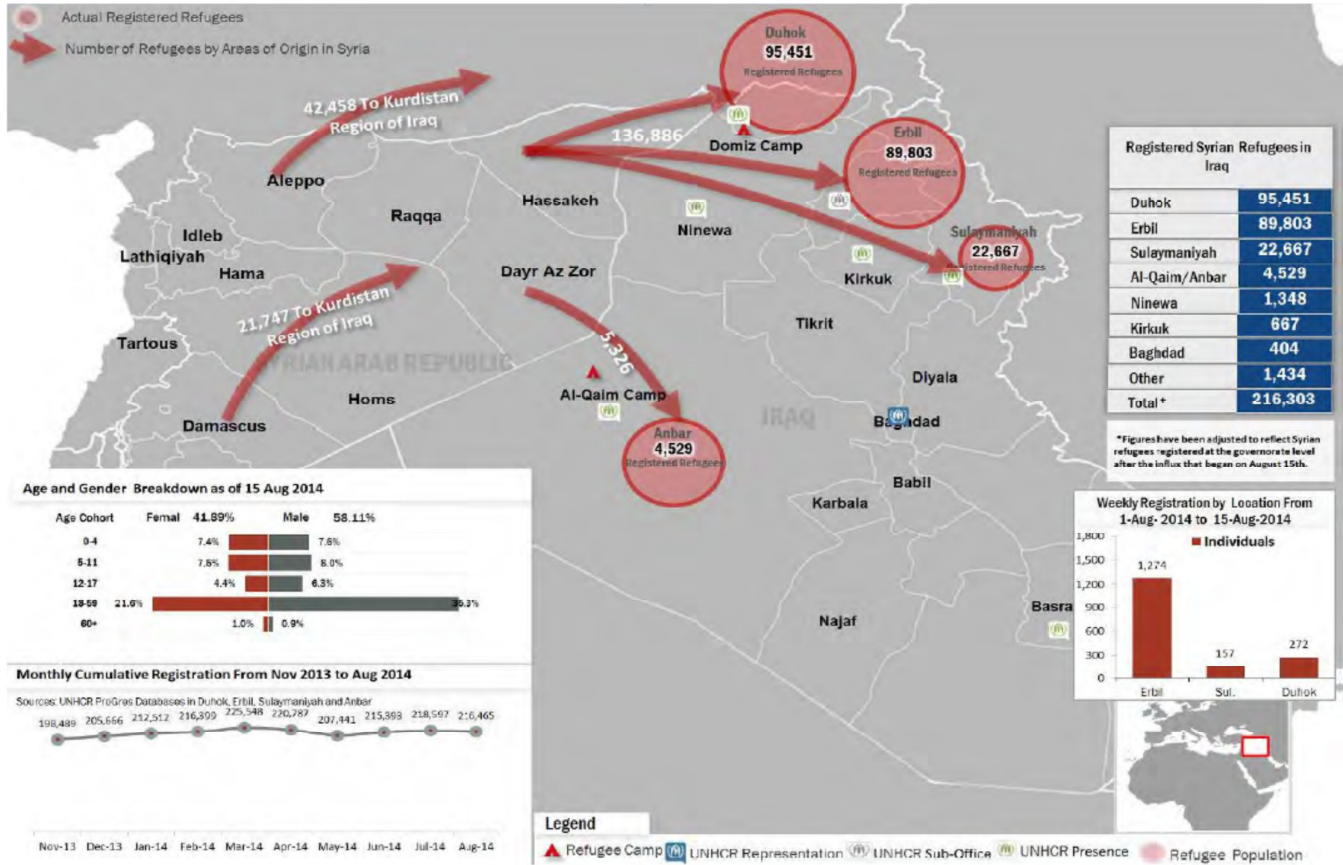 Actual Registered Refugees
Number of Refugees by Areas of Origin in Syria
42,458 To Kurdistan
Region of Iraq
Duhok
95,451
Registered Refugees
136,886
Domiz Camp
Erbil
89,803
Registered Refugees
Aleppo
Hassakeh
Raqqa
Ninewa
Sulaymaniyah
22,667
Registered Refugees
Idleb
Lathiqiyah
Hama
Dayr Az Zor
Kirkuk
21,747 To Kurdistan
Region of Iraq
Tartous
Tikrit
5,326
SYRIAN ARAB REPUBLIC
Diyala
Homs
Al-Qaim Camp
IRAQ
Damascus
Baghdad
Anbar
4,529
Registered Refugees
Babil
Karbala
Najaf
Basra
Registered Syrian Refugees in
Iraq
Duhok 95,451
Erbil 89,803
Sulaymaniyah 22,667
Al-Qaim/Anbar 4,529
Ninewa 1,348
Kirkuk 667
Baghdad 404
Other 1,434
Total+ 216,303
*Figures have been adjusted to reflect Syrian
refugees registered at the governorate level
after the influx that began on August 15th.
Age and Gender Breakdown as of 15 Aug 2014
Age Cohort Femal 41.89% Male 58.11%
0-4 7.4% 7.6%
5-11 8.0%
12-17 4.4% 6.3%
18-59 21.6%
60+ 1.0% 0.9%
Monthly Cumulative Registration From Nov 2013 to Aug 2014
Sources: UNHCR ProGres Databases in Duhok, Erbil, Sulaymaniyah and Anbar
198,489 205,666 212,512 216,399 225,548 220,787 207,441 215,393 218,597 216,465
Nov-13 Dec-13 Jan-14 Feb-14 Mar-14 Apr-14 May-14 Jun-14 Jul-14 Aug-14
Weekly Registration by Location From
1-Aug- 2014 to 15-Aug-2014
Individuals
1,800
1,500
1,200
900
600
300
0
1,274
157
272
Erbil Sul. Duhok
Legend
Refugee Camp UNHCR Representation UNHCR Sub-Office UNHCR Presence Refugee Population